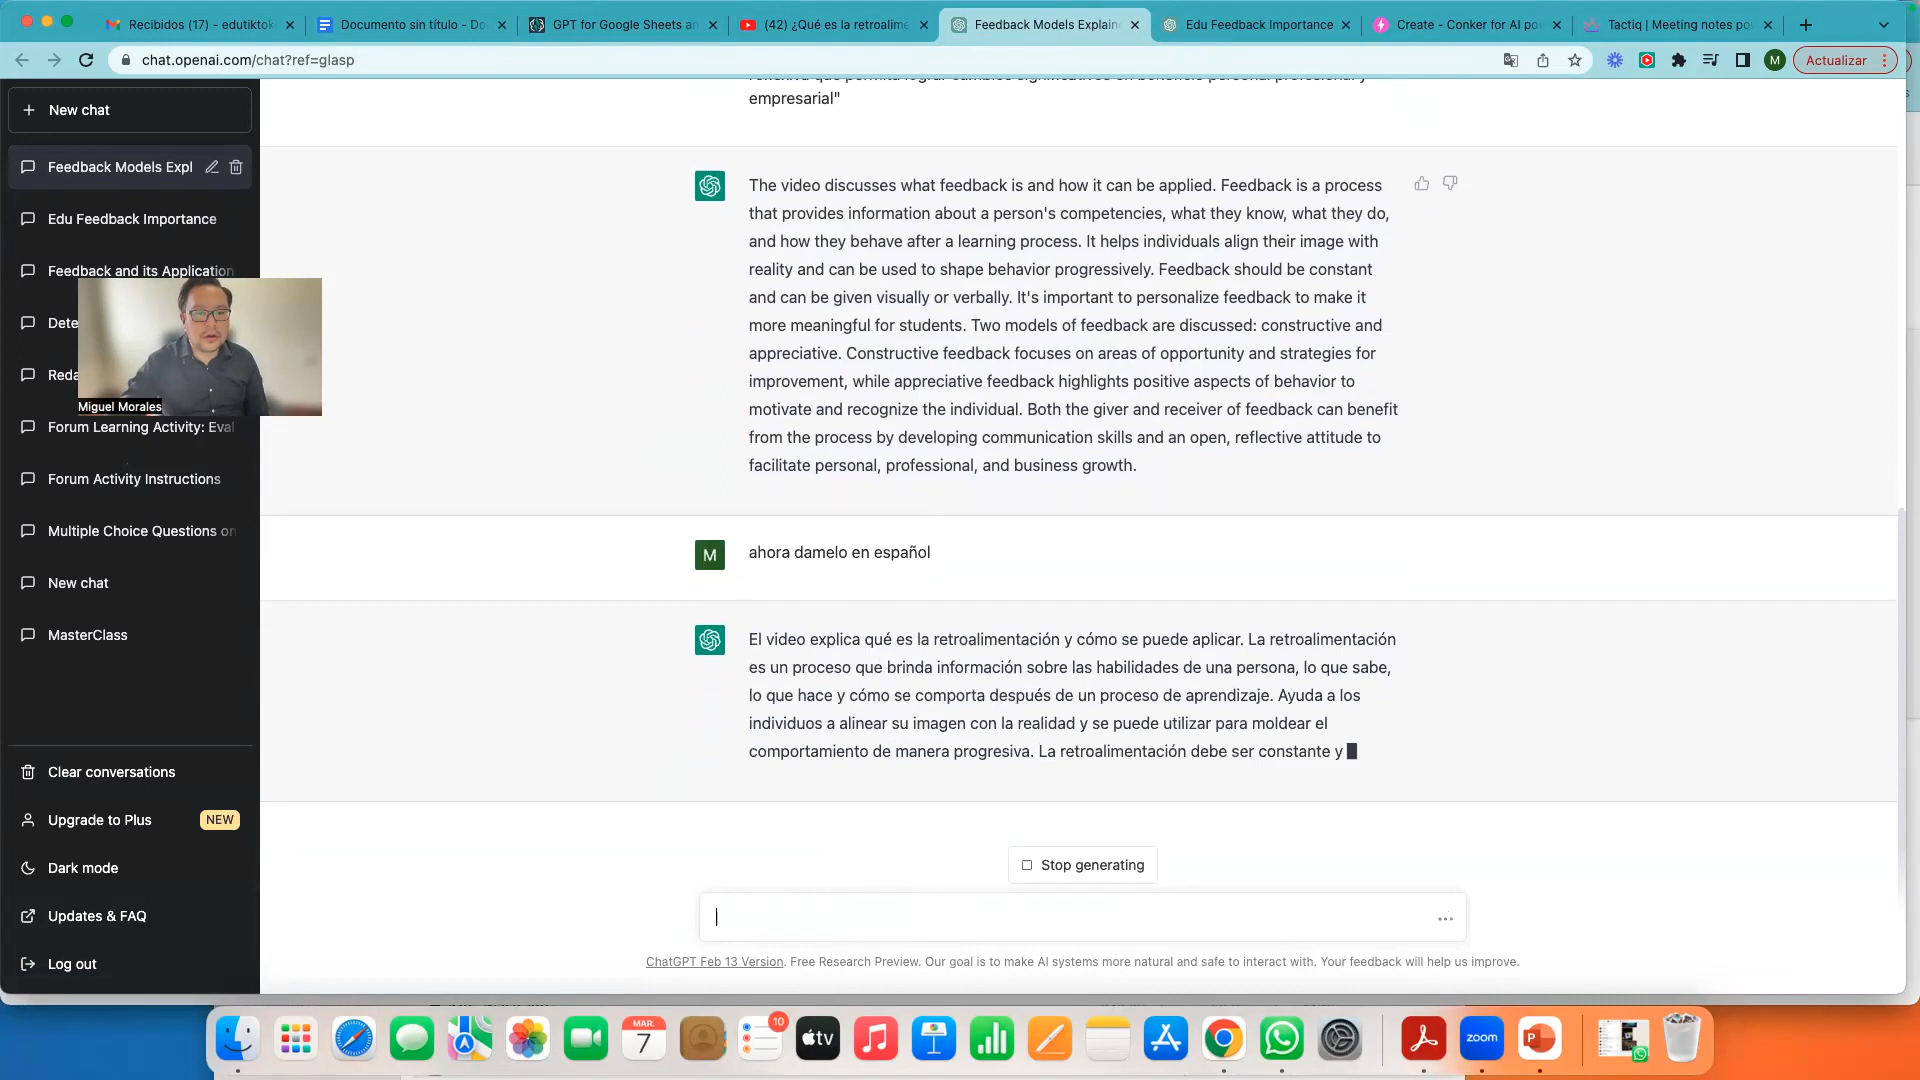 Recibidos (17) - edutiktok
Documento sin título - Do
GPT for Google Sheets an
(42) ¿Qué es la retroalime
Feedback Models Explain
Edu Feedback Importance
Create - Conker for AI po
Tactiq | Meeting notes po
chat.openai.com/chat?ref=glasp
M
Actualizar
New chat
Feedback Models Expl
Edu Feedback Importance
Feedback and its Application
Dete
Reda
Miguel Morales
Forum Learning Activity: Eval
Forum Activity Instructions
Multiple Choice Questions on
New chat
MasterClass
Clear conversations
Upgrade to Plus
NEW
Dark mode
Updates & FAQ
Log out
empresarial"
The video discusses what feedback is and how it can be applied. Feedback is a process
that provides information about a person's competencies, what they know, what they do,
and how they behave after a learning process. It helps individuals align their image with
reality and can be used to shape behavior progressively. Feedback should be constant
and can be given visually or verbally. It's important to personalize feedback to make it
more meaningful for students. Two models of feedback are discussed: constructive and
appreciative. Constructive feedback focuses on areas of opportunity and strategies for
improvement, while appreciative feedback highlights positive aspects of behavior to
motivate and recognize the individual. Both the giver and receiver of feedback can benefit
from the process by developing communication skills and an open, reflective attitude to
facilitate personal, professional, and business growth.
M
ahora damelo en español
El video explica qué es la retroalimentación y cómo se puede aplicar. La retroalimentación
es un proceso que brinda información sobre las habilidades de una persona, lo que sabe,
lo que hace y cómo se comporta después de un proceso de aprendizaje. Ayuda a los
individuos a alinear su imagen con la realidad y se puede utilizar para moldear el
comportamiento de manera progresiva. La retroalimentación debe ser constante y
Stop generating
ChatGPT Feb 13 Version. Free Research Preview. Our goal is to make AI systems more natural and safe to interact with. Your feedback will help us improve.
MAR.
7
10
tv
zoom
P